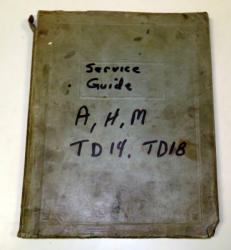 Service
Guide
A, H, M
TD14. TD18